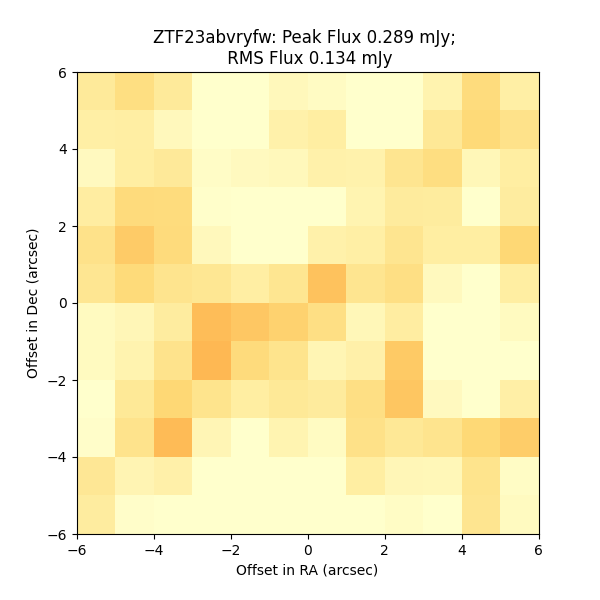 ZTF23abvryfw: Peak Flux 0.289 mJy;
RMS Flux 0.134 mJy
6
4
2
0
−2
−4
−6
Offset in Dec (arcsec)
−6 −4 −2 0 2 4 6
Offset in RA (arcsec)